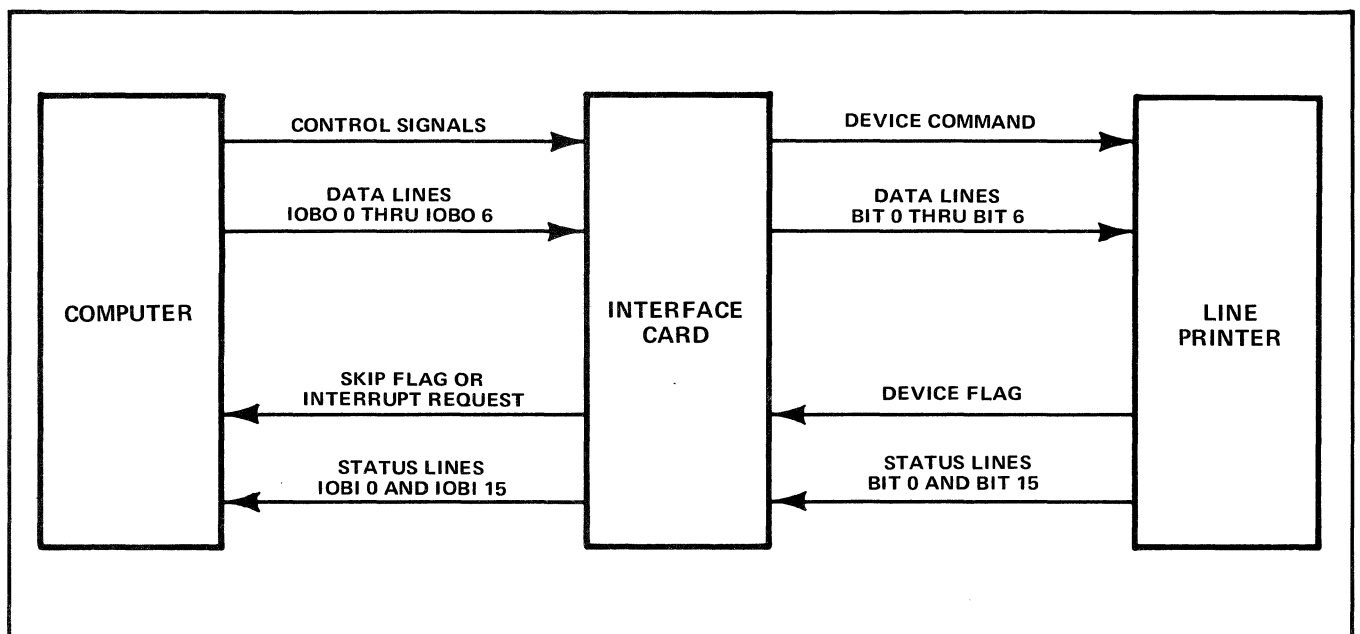 CONTROL SIGNALS
DEVICE COMMAND
DATA LINES
IOBO 0 THRU IOBO 6
DATA LINES
BIT 0 THRU BIT 6
COMPUTER
INTERFACE
CARD
LINE
PRINTER
SKIP FLAG OR
INTERRUPT REQUEST
DEVICE FLAG
STATUS LINES
IOBI 0 AND IOBI 15
STATUS LINES
BIT 0 AND BIT 15